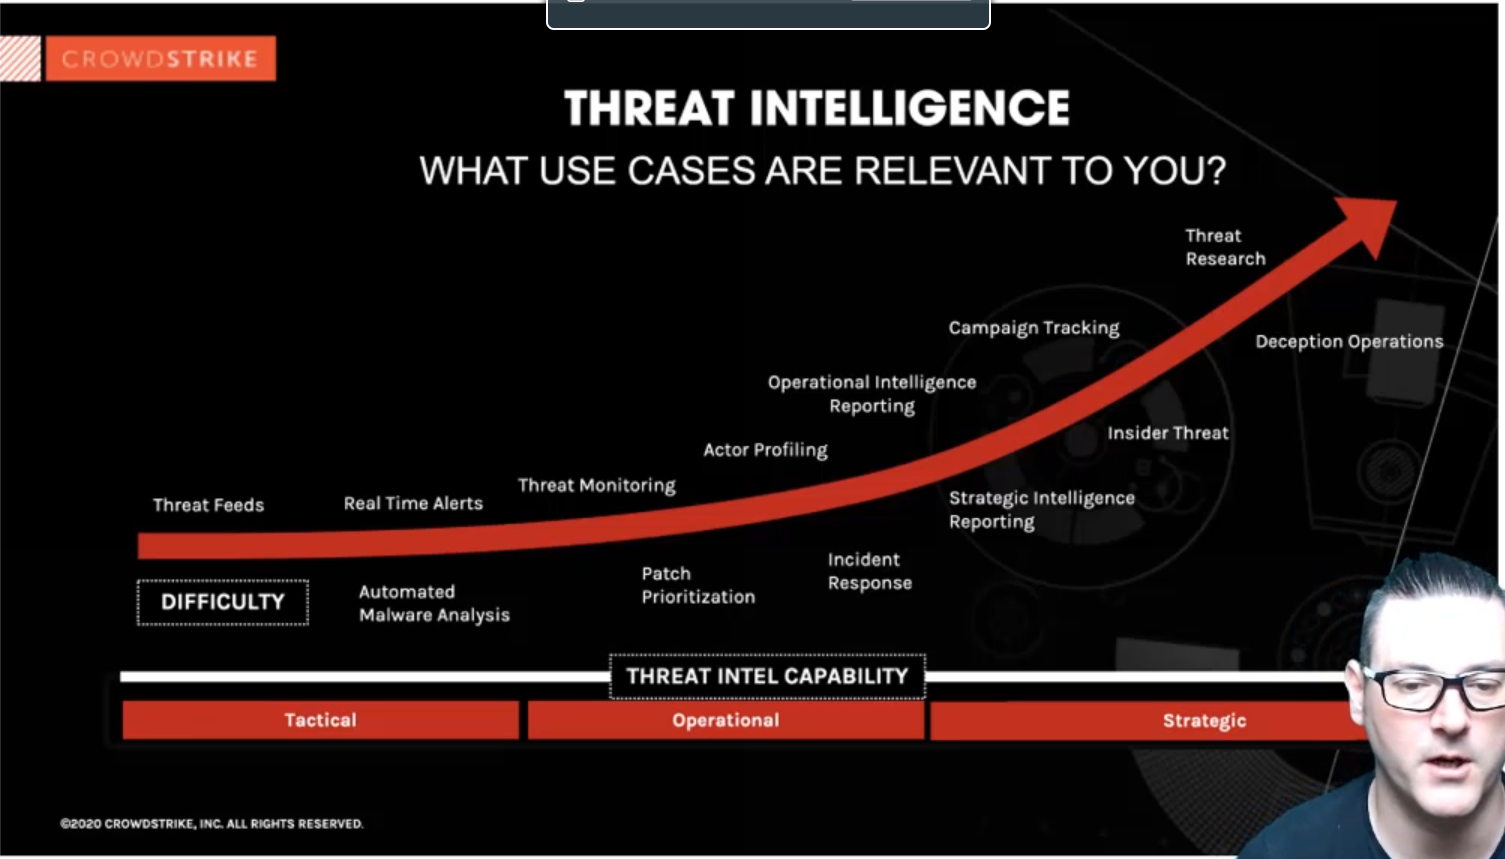 CROWDSTRIKE
THREAT INTELLIGENCE
WHAT USE CASES ARE RELEVANT TO YOU?
Threat
Research
Campaign Tracking
Deception Operations
Operational Intelligence
Reporting
Insider Threat
Actor Profiling
Threat Monitoring
Strategic Intelligence
Reporting
Threat Feeds
Real Time Alerts
Incident
Response
Patch
Prioritization
Automated
Malware Analysis
DIFFICULTY
THREAT INTEL CAPABILITY
Tactical
Operational
Strategic
©2020 CROWDSTRIKE, INC. ALL RIGHTS RESERVED.